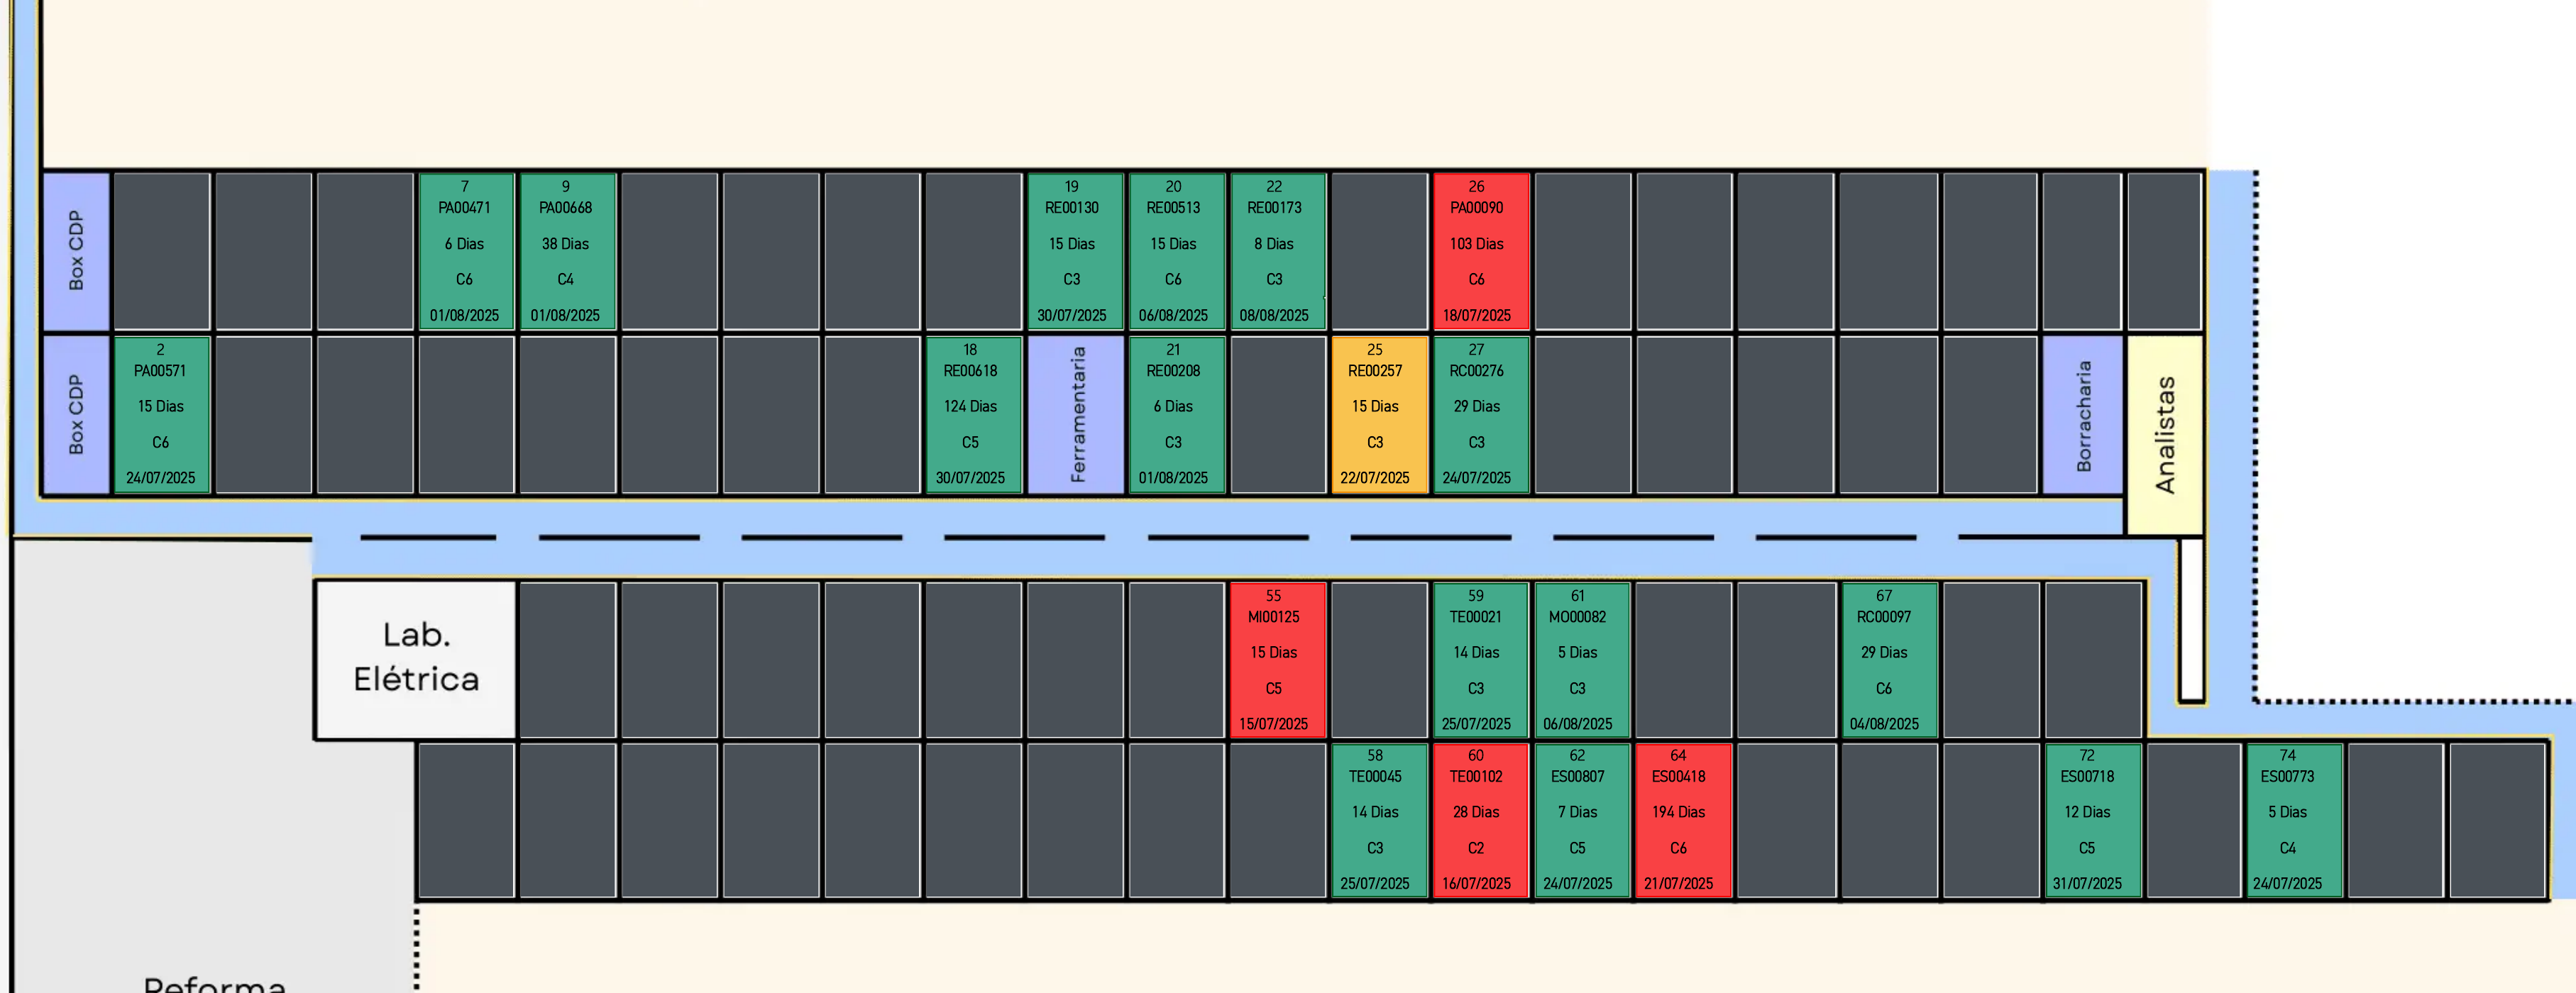 Box CDP
7
PA00471
6 Dias
C6
01/08/2025
9
PA00668
38 Dias
C4
01/08/2025
19
RE00130
15 Dias
C3
30/07/2025
20
RE00513
15 Dias
C6
06/08/2025
22
RE00173
8 Dias
C3
08/08/2025
26
PA00090
103 Dias
C6
18/07/2025
Box CDP
2
PA00571
15 Dias
C6
24/07/2025
18
RE00618
124 Dias
C5
30/07/2025
Ferramentaria
21
RE00208
6 Dias
C3
01/08/2025
25
RE00257
15 Dias
C3
22/07/2025
27
RC00276
29 Dias
C3
24/07/2025
Borracharia
Analistas
Lab.
Elétrica
55
MI00125
15 Dias
C5
15/07/2025
59
TE00021
14 Dias
C3
25/07/2025
61
MO00082
5 Dias
C3
06/08/2025
67
RC00097
29 Dias
C6
04/08/2025
58
TE00045
14 Dias
C3
25/07/2025
60
TE00102
28 Dias
C2
16/07/2025
62
ES00807
7 Dias
C5
24/07/2025
64
ES00418
194 Dias
C6
21/07/2025
72
ES00718
12 Dias
C5
31/07/2025
74
ES00773
5 Dias
C4
24/07/2025
Reforma